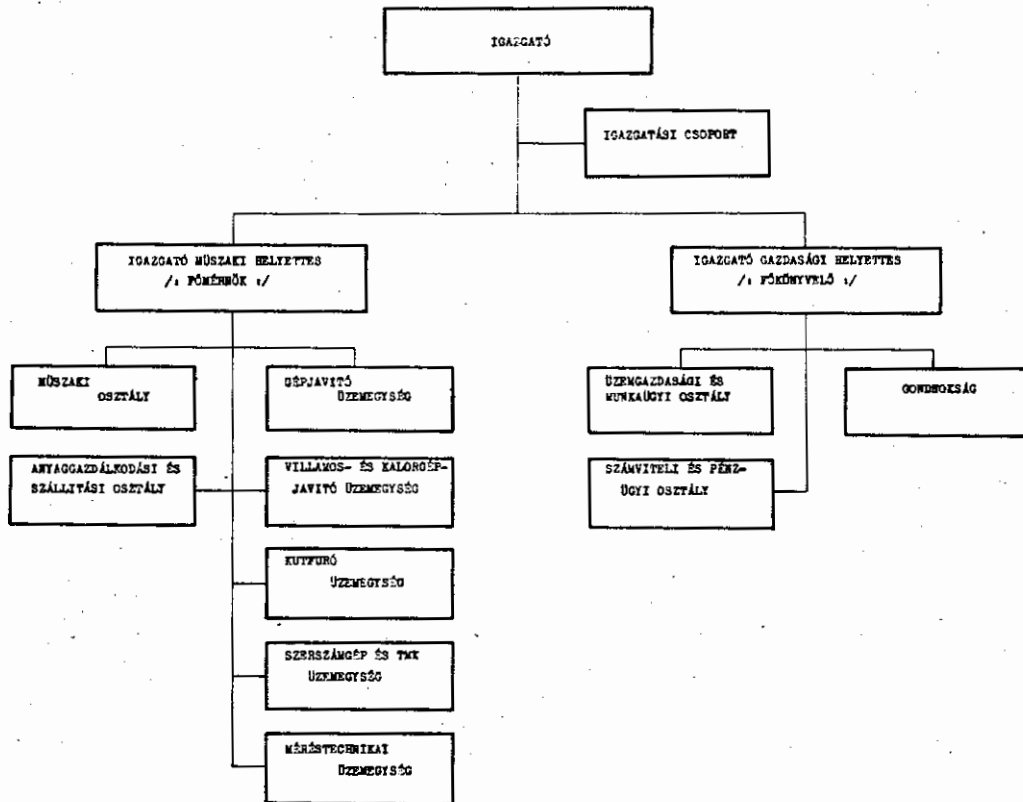 IGAZGATÓ
IGAZGATÁSI CSOPORT
IGAZGATÓ MÜSZAKI HELYETTES
/: FŐMÉRNÖK :/
IGAZGATÓ GAZDASÁGI HELYETTES
/: FŐKÖNYVELŐ :/
MÜSZAKI
OSZTÁLY
GÉPJAVITÓ
ÜZEMEGYSÉG
ÜZEMGAZDASÁGI ÉS
MUNKAÜGYI OSZTÁLY
GONDNOKSÁG
ANYAGGAZDÁLKODÁSI ÉS
SZÁLLITÁSI OSZTÁLY
VILLAMOS- ÉS KALORGÉP-
JAVITÓ ÜZEMEGYSÉG
SZÁMVITELI ÉS PÉNZ-
ÜGYI OSZTÁLY
KUTFURÓ
ÜZEMEGYSÉG
SZERSZÁMGÉP ÉS TMK
ÜZEMEGYSÉG
MÉRÉSTECHNIKAI
ÜZEMEGYSÉG